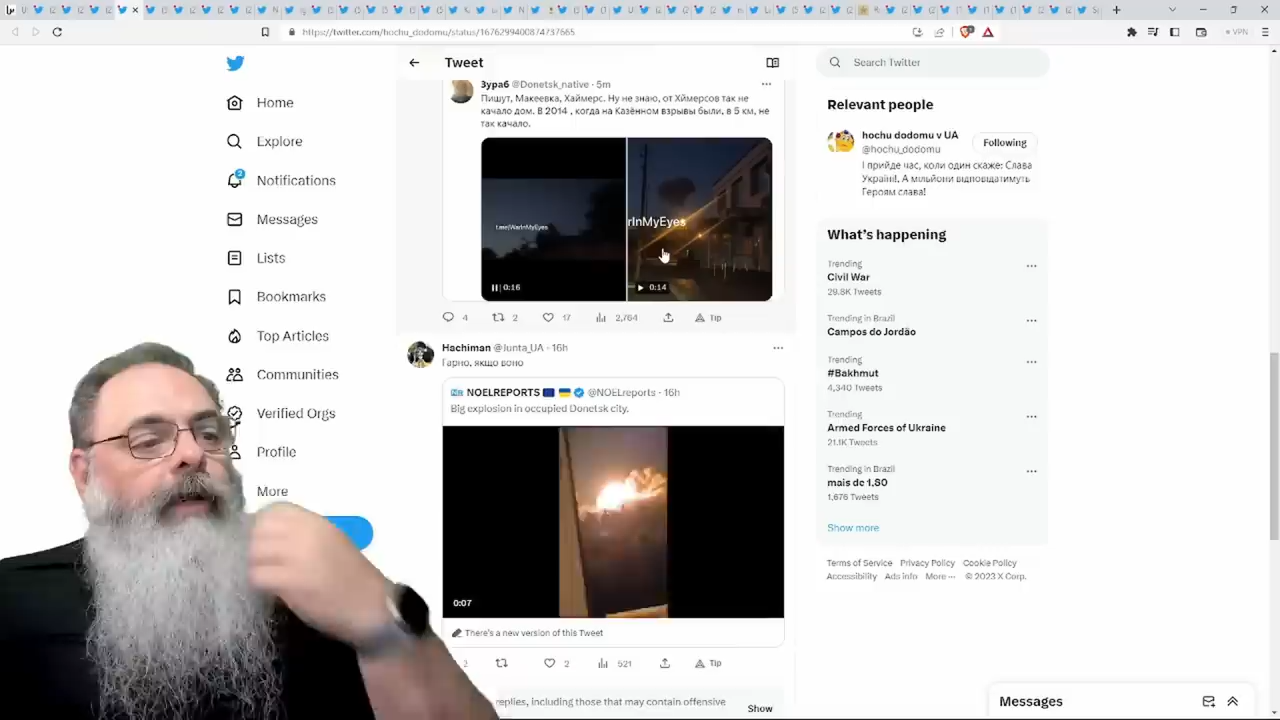 https://twitter.com/hochu_dodomu/status/1676299400874737665
VPN
Home
Explore
2
Notifications
Messages
Lists
Bookmarks
Top Articles
Communities
Verified Orgs
Profile
More
Tweet
Зураб @Donetsk_native · 5m
Пишут, Макеевка, Хаймерс. Ну не знаю, от Хймерсов так не
качало дом. В 2014 , когда на Казённом взрывы были, в 5 км, не
так качало.
t.me/WarInMyEyes
rInMyEyes
0:16
0:14
4
2
17
2,764
Tip
Hachiman @Junta_UA · 16h
Гарно, якщо воно
NOELREPORTS @NOELreports · 16h
Big explosion in occupied Donetsk city.
0:07
There's a new version of this Tweet
2
2
521
Tip
replies, including those that may contain offensive
Show
Search Twitter
Relevant people
hochu dodomu v UA
@hochu_dodomu
Following
І прийде час, коли один скаже: Слава
Україні!, А мільйони відповідатимуть
Героям слава!
What's happening
Trending
Civil War
29.8K Tweets
Trending in Brazil
Campos do Jordão
Trending
#Bakhmut
4,340 Tweets
Trending
Armed Forces of Ukraine
21.1K Tweets
Trending in Brazil
mais de 1,80
1,676 Tweets
Show more
Terms of Service Privacy Policy Cookie Policy
Accessibility Ads info More ··· © 2023 X Corp.
Messages